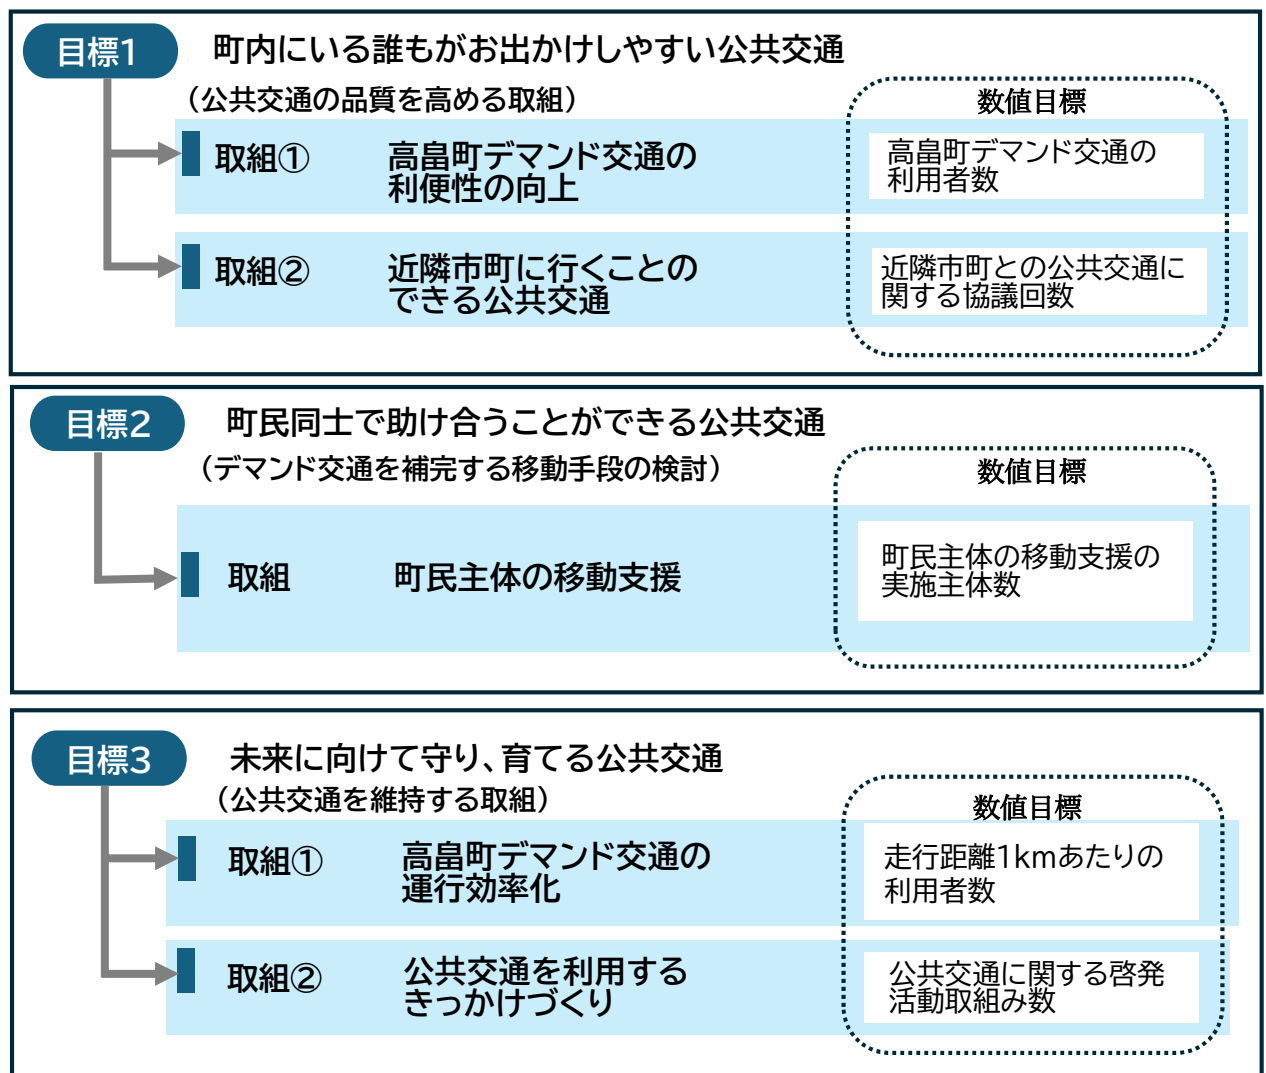 目標1
町内にいる誰もがお出かけしやすい公共交通
（公共交通の品質を高める取組）
数値目標
取組①
高畠町デマンド交通の
利便性の向上
高畠町デマンド交通の
利用者数
取組②
近隣市町に行くことの
できる公共交通
近隣市町との公共交通に
関する協議回数
目標2
町民同士で助け合うことができる公共交通
（デマンド交通を補完する移動手段の検討）
数値目標
取組
町民主体の移動支援
町民主体の移動支援の
実施主体数
目標3
未来に向けて守り、育てる公共交通
（公共交通を維持する取組）
数値目標
取組①
高畠町デマンド交通の
運行効率化
走行距離1kmあたりの
利用者数
取組②
公共交通を利用する
きっかけづくり
公共交通に関する啓発
活動取組み数